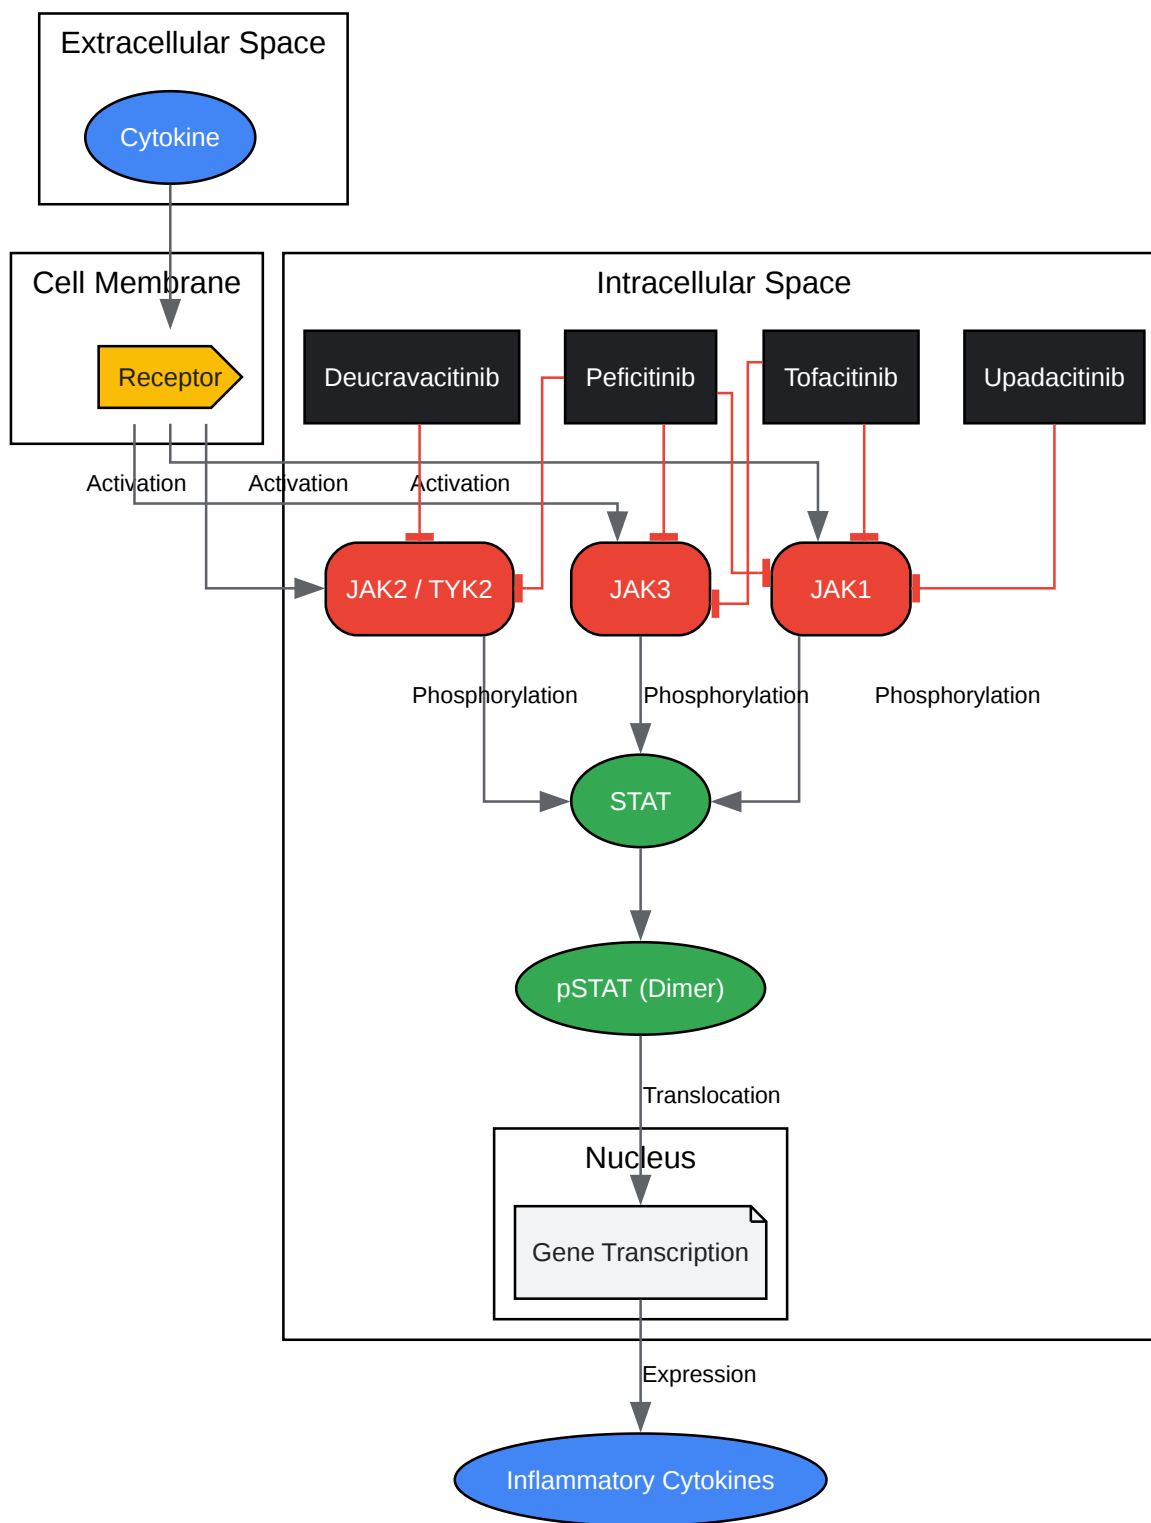 Extracellular Space
Cytokine
Cell Membrane
Intracellular Space
Receptor
Deucravacitinib
Peficitinib
Tofacitinib
Upadacitinib
Activation
Activation
Activation
JAK2 / TYK2
JAK3
JAK1
Phosphorylation
Phosphorylation
Phosphorylation
STAT
pSTAT (Dimer)
Translocation
Nucleus
Gene Transcription
Expression
Inflammatory Cytokines